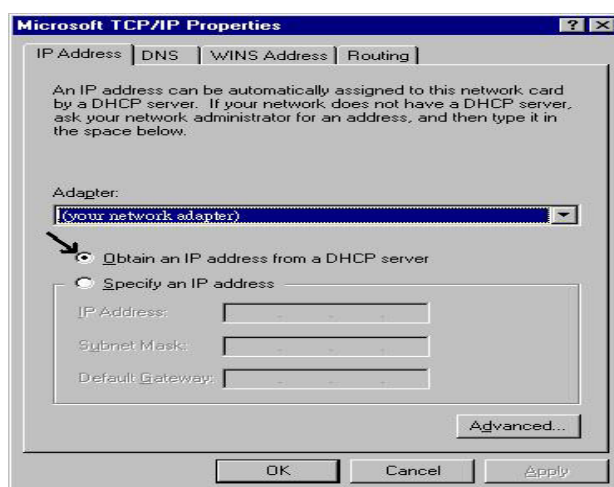 Microsoft TCP/IP Properties
? X
IP Address DNS WINS Address Routing
An IP address can be automatically assigned to this network card
by a DHCP server. If your network does not have a DHCP server,
ask your network administrator for an address, and then type it in
the space below.
Adapter:
(your network adapter)
Obtain an IP address from a DHCP server
Specify an IP address
IP Address:
Subnet Mask:
Default Gateway:
Advanced...
OK Cancel Apply